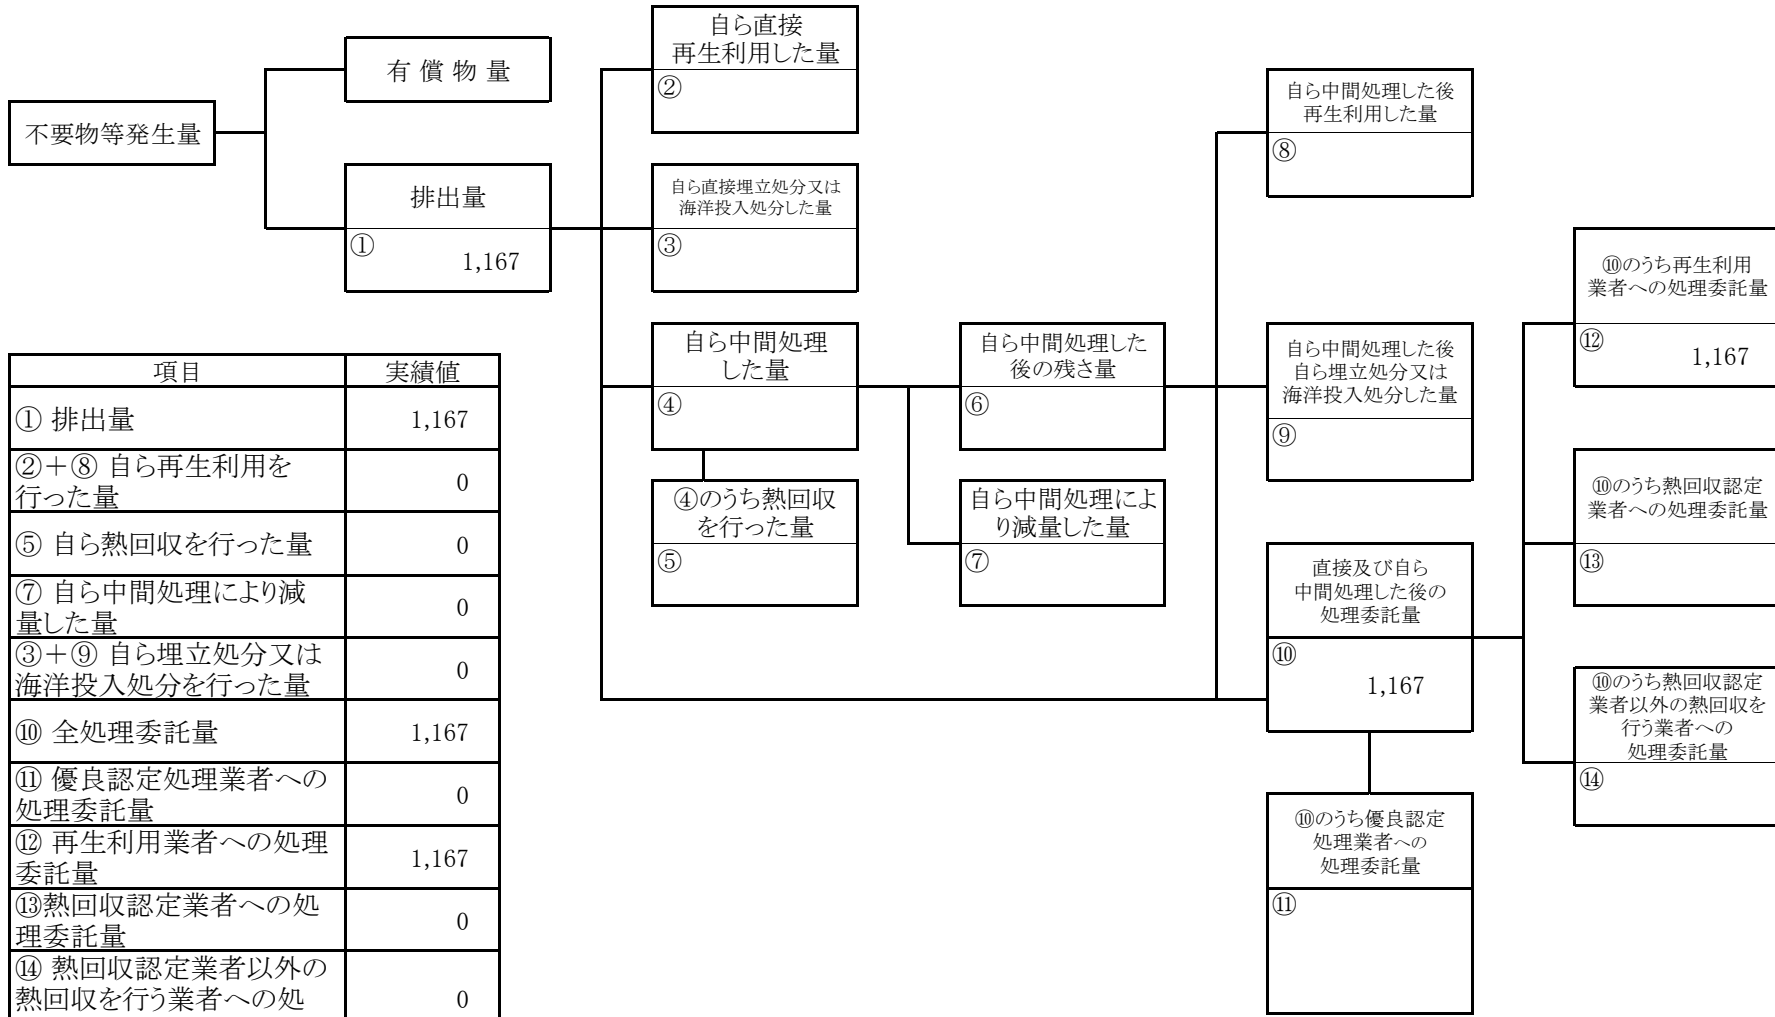 自ら直接
再生利用した量
②
有 償 物 量
不要物等発生量
排出量
①
1,167
自ら直接埋立処分又は
海洋投入処分した量
③
自ら中間処理した後
再生利用した量
⑧
⑩のうち再生利用
業者への処理委託量
⑫
1,167
自ら中間処理
した量
④
自ら中間処理した
後の残さ量
⑥
自ら中間処理した後
自ら埋立処分又は
海洋投入処分した量
⑨
④のうち熱回収
を行った量
⑤
自ら中間処理によ
り減量した量
⑦
⑩のうち熱回収認定
業者への処理委託量
⑬
直接及び自ら
中間処理した後の
処理委託量
⑩
1,167
⑩のうち熱回収認定
業者以外の熱回収を
行う業者への
処理委託量
⑭
⑩のうち優良認定
処理業者への
処理委託量
⑪
項目 実績値
① 排出量 1,167
②＋⑧ 自ら再生利用を
行った量 0
⑤ 自ら熱回収を行った量 0
⑦ 自ら中間処理により減
量した量 0
③＋⑨ 自ら埋立処分又は
海洋投入処分を行った量 0
⑩ 全処理委託量 1,167
⑪ 優良認定処理業者への
処理委託量 0
⑫ 再生利用業者への処理
委託量 1,167
⑬熱回収認定業者への処
理委託量 0
⑭ 熱回収認定業者以外の
熱回収を行う業者への処 0